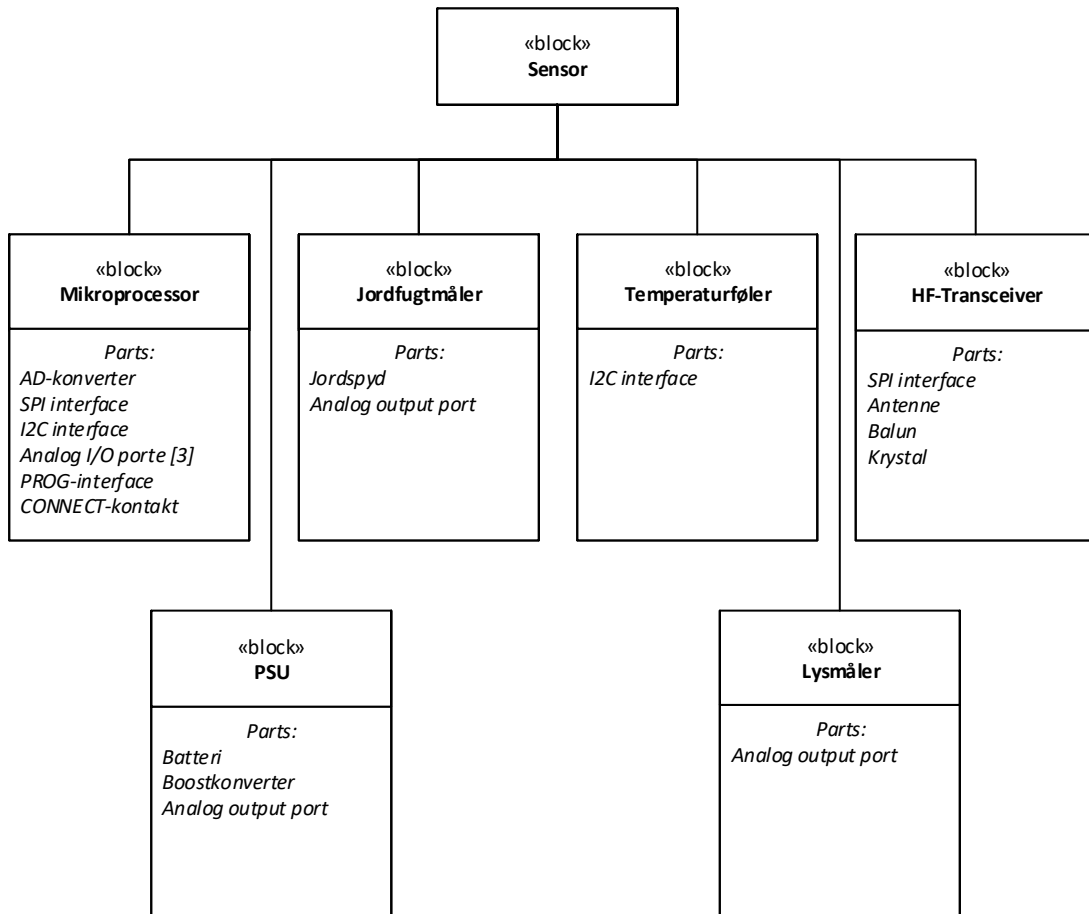 «block»
Sensor
«block»
Mikroprocessor
Parts:
AD-konverter
SPI interface
I2C interface
Analog I/O porte [3]
PROG-interface
CONNECT-kontakt
«block»
Jordfugtmåler
Parts:
Jordspyd
Analog output port
«block»
Temperaturføler
Parts:
I2C interface
«block»
HF-Transceiver
Parts:
SPI interface
Antenne
Balun
Krystal
«block»
PSU
Parts:
Batteri
Boostkonverter
Analog output port
«block»
Lysmåler
Parts:
Analog output port